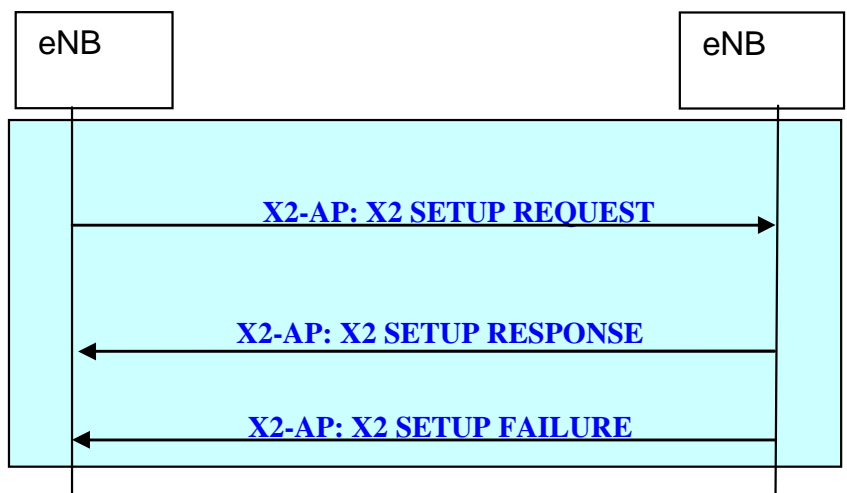 eNB
eNB
X2-AP: X2 SETUP REQUEST
X2-AP: X2 SETUP RESPONSE
X2-AP: X2 SETUP FAILURE